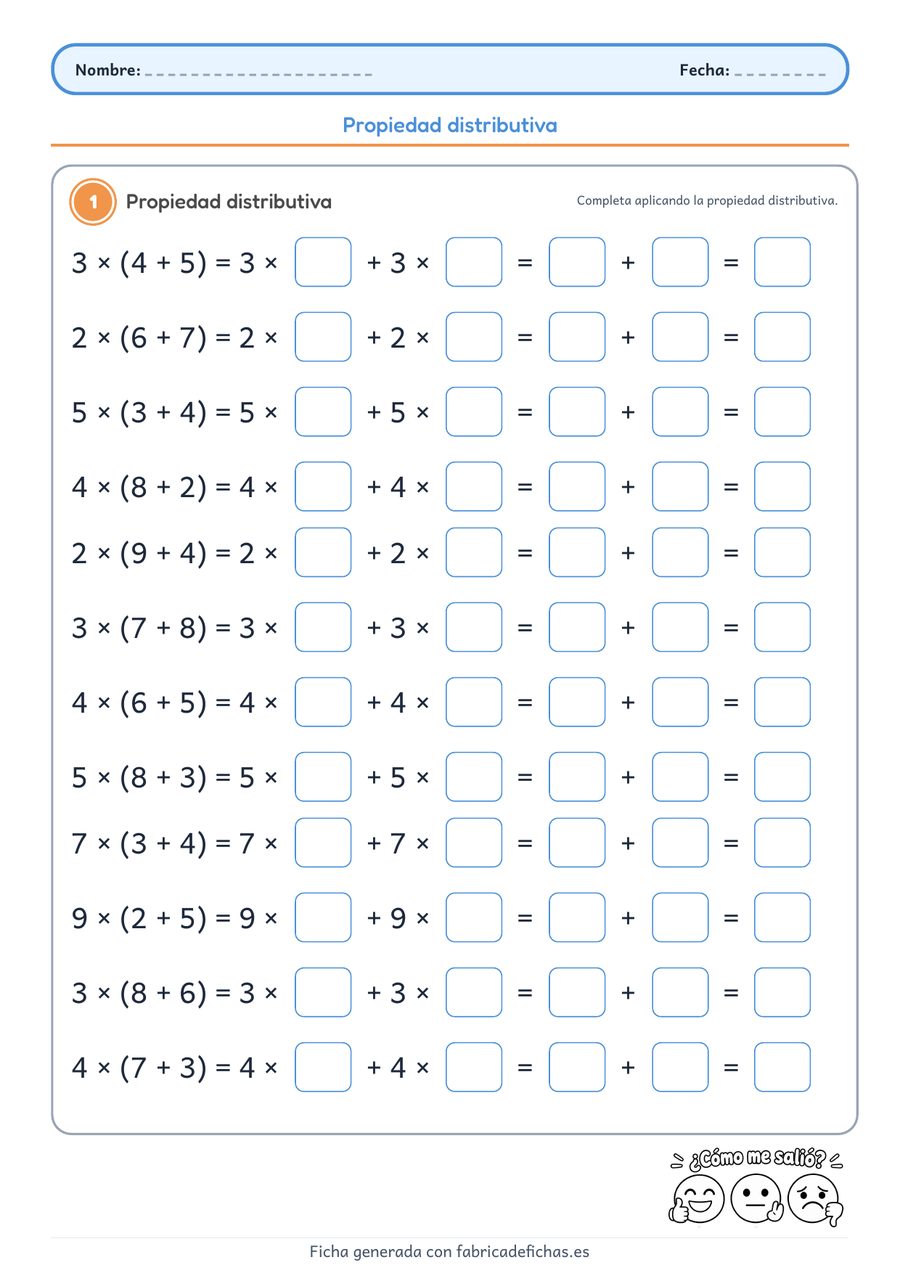 Nombre: Fecha:
Propiedad distributiva
1 Propiedad distributiva Completa aplicando la propiedad distributiva.
3 × (4 + 5) = 3 × + 3 × = + =
2 × (6 + 7) = 2 × + 2 × = + =
5 × (3 + 4) = 5 × + 5 × = + =
4 × (8 + 2) = 4 × + 4 × = + =
2 × (9 + 4) = 2 × + 2 × = + =
3 × (7 + 8) = 3 × + 3 × = + =
4 × (6 + 5) = 4 × + 4 × = + =
5 × (8 + 3) = 5 × + 5 × = + =
7 × (3 + 4) = 7 × + 7 × = + =
9 × (2 + 5) = 9 × + 9 × = + =
3 × (8 + 6) = 3 × + 3 × = + =
4 × (7 + 3) = 4 × + 4 × = + =
¿Cómo me salió?
Ficha generada con fabricadefichas.es